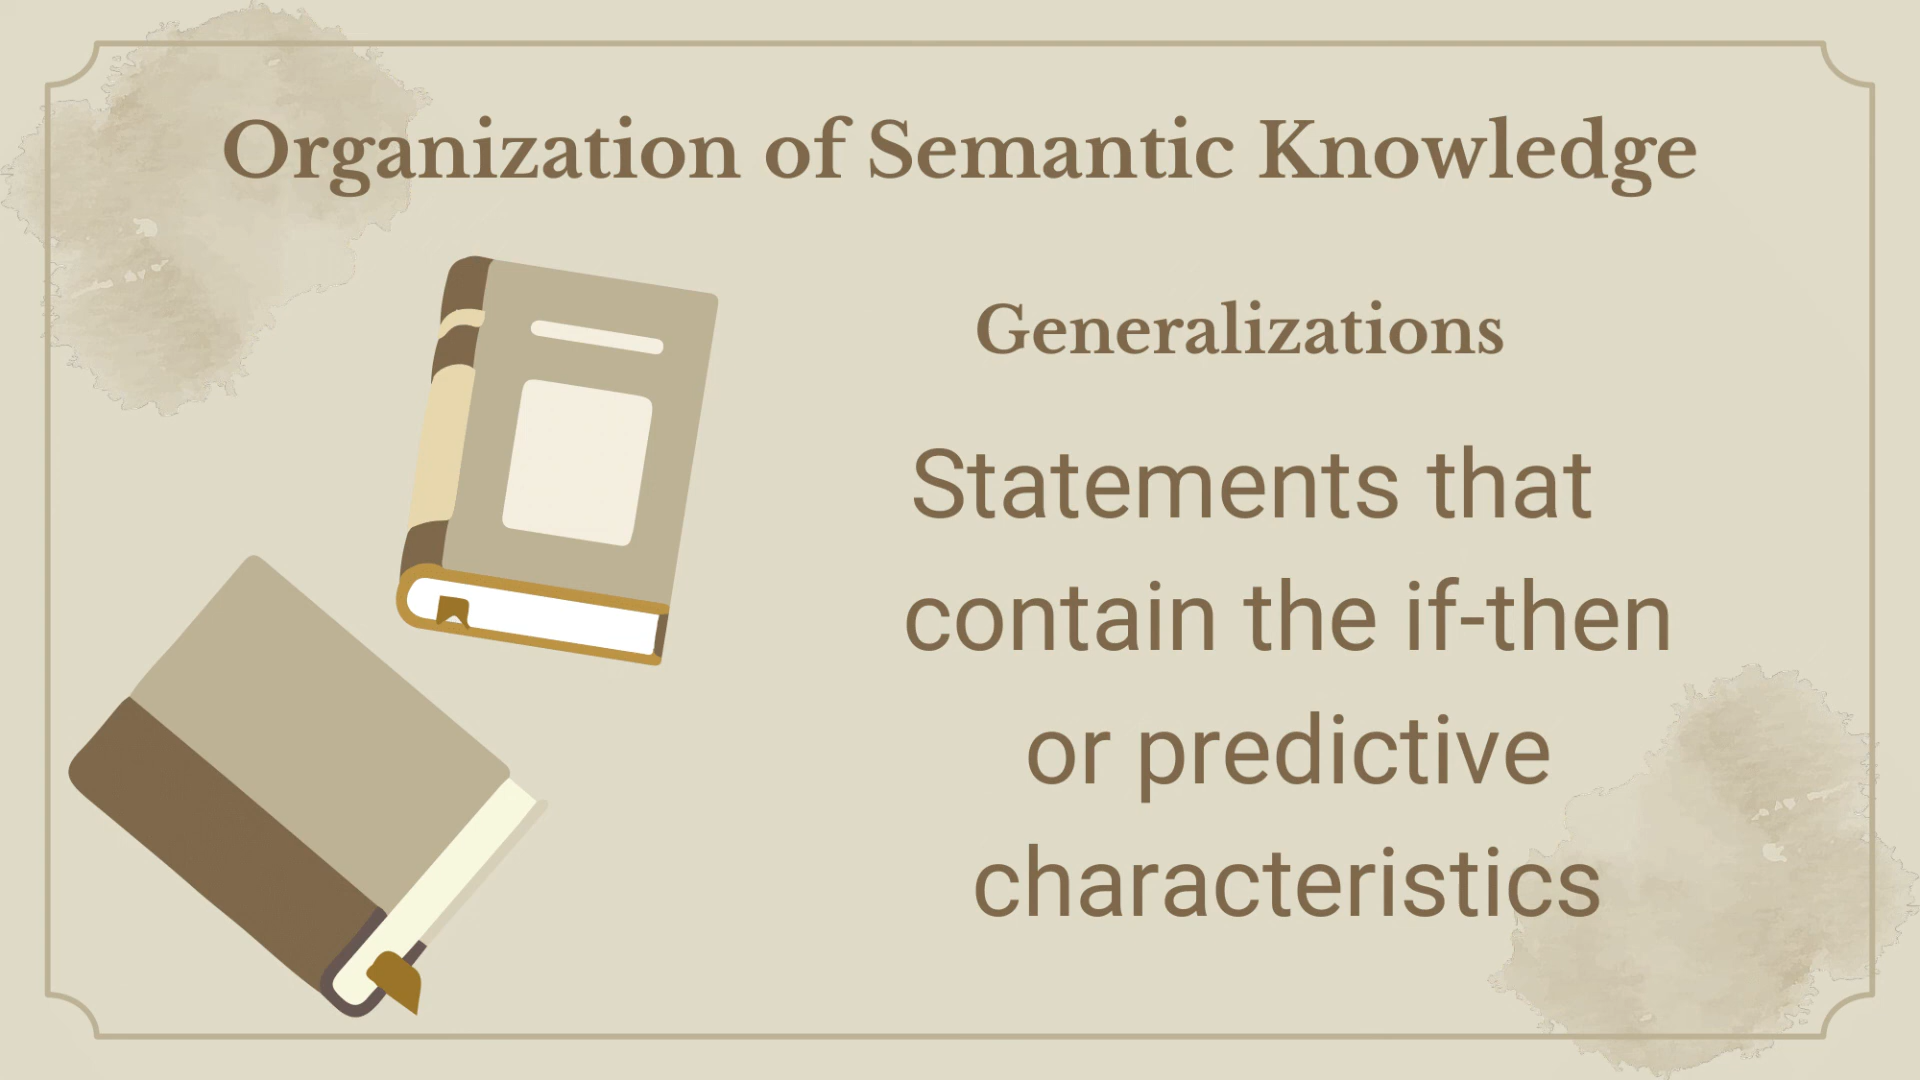 Organization of Semantic Knowledge
Generalizations
Statements that
contain the if-then
or predictive
characteristics